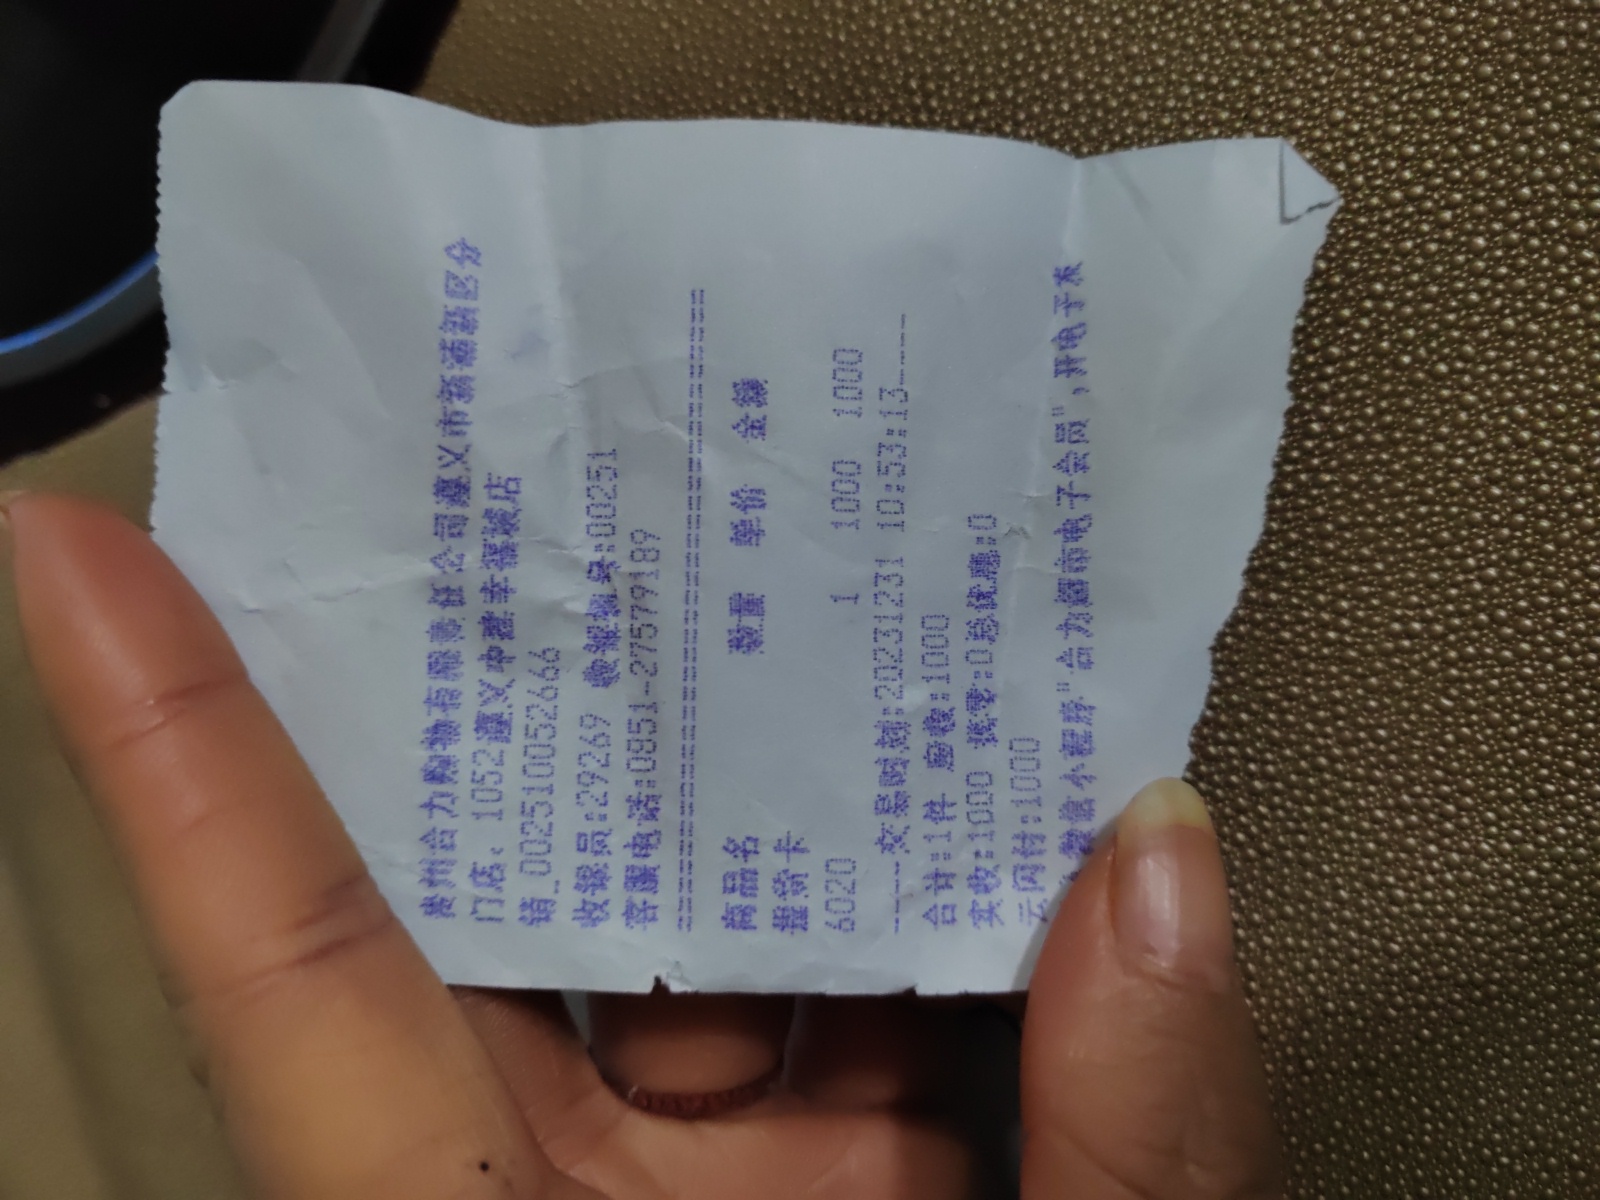 贵州合力购物有限责任公司遵义市新蒲新区分
门店: 1052遵义中建幸福城店
销_002510052666
收银员:29269 收银机号:00251
客服电话:0851-27579189
================================
商品名 数量 单价 金额
提货卡
6020 1 1000 1000
----交易时刻:20231231 10:53:13----
合计:1件 应收:1000
实收:1000 找零:0总优惠:0
云闪付:1000
微信小程序"合力超市电子会员",开电子发